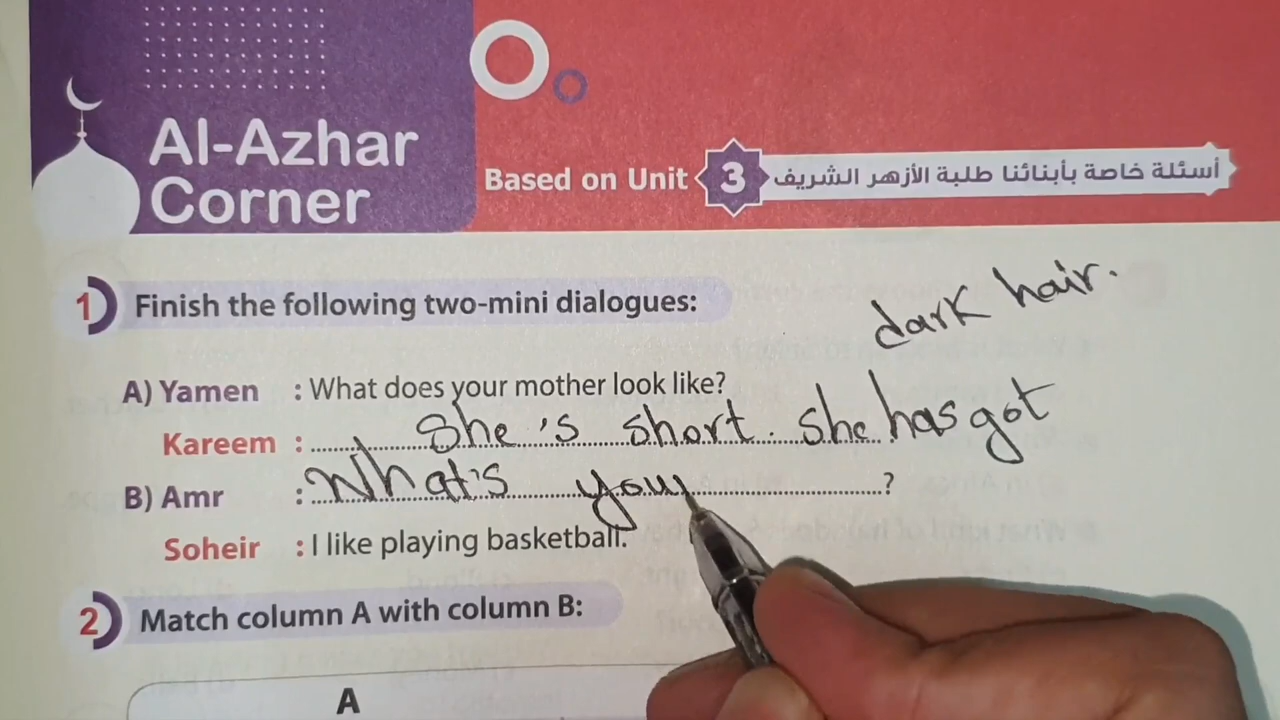 Al-Azhar
Corner
Based on Unit 3 أسئلة خاصة بأبنائنا طلبة الأزهر الشريف
1 Finish the following two-mini dialogues:
dark hair.
A) Yamen : What does your mother look like?
Kareem : She's short. She has got
B) Amr : What's your ?
Soheir : I like playing basketball.
2 Match column A with column B:
A